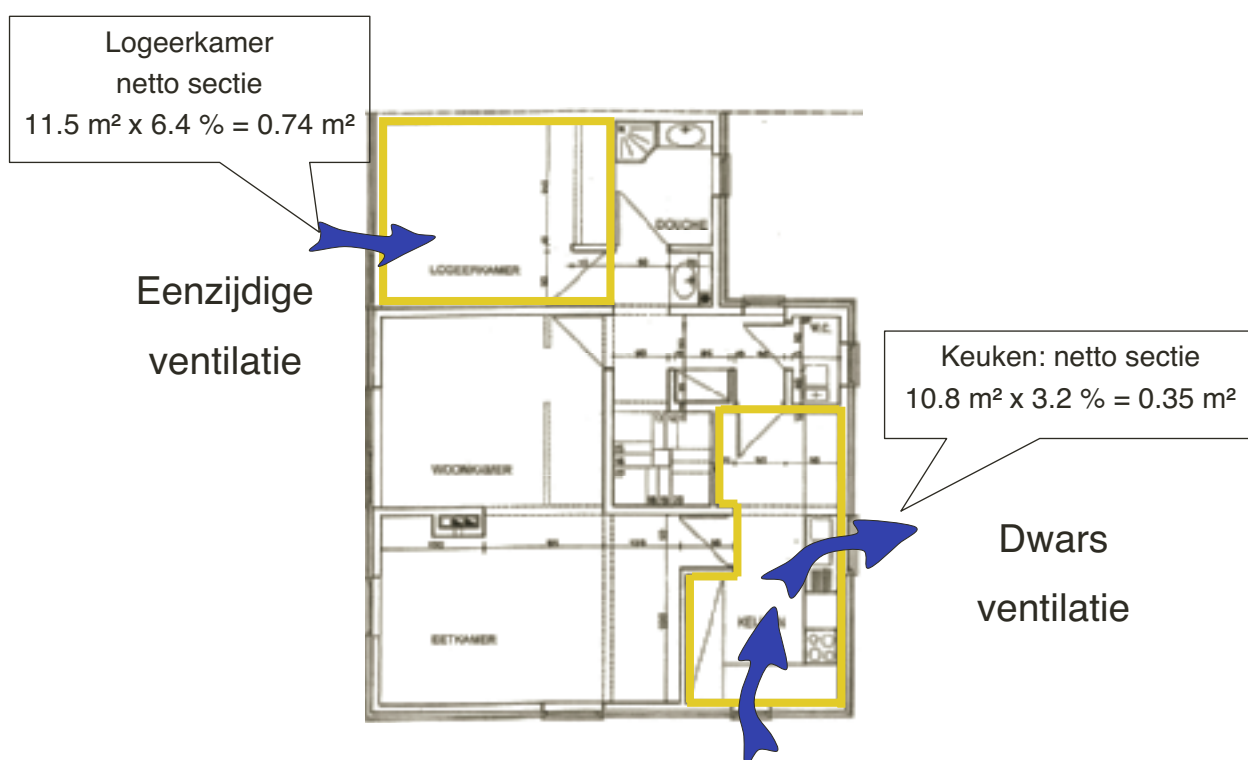 Logeerkamer
netto sectie
11.5 m² x 6.4 % = 0.74 m²
Eenzijdige
ventilatie
DOUCHE
LOGEERKAMER
W.C.
Keuken: netto sectie
10.8 m² x 3.2 % = 0.35 m²
WOONKAMER
Dwars
ventilatie
EETKAMER